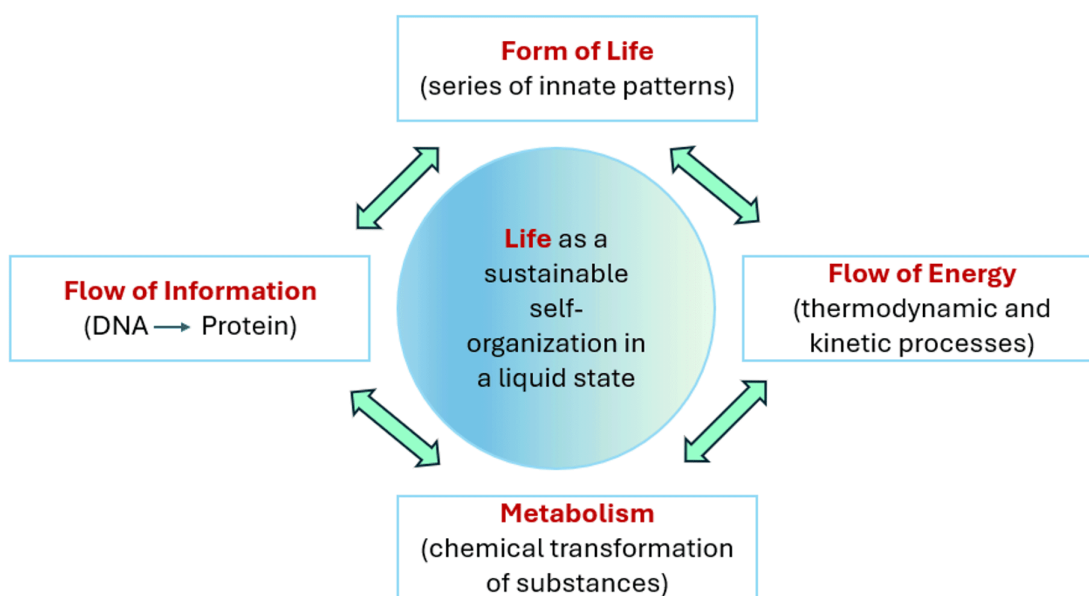 Form of Life
(series of innate patterns)
Life as a
sustainable
self-
organization in
a liquid state
Flow of Information
(DNA → Protein)
Flow of Energy
(thermodynamic and
kinetic processes)
Metabolism
(chemical transformation
of substances)